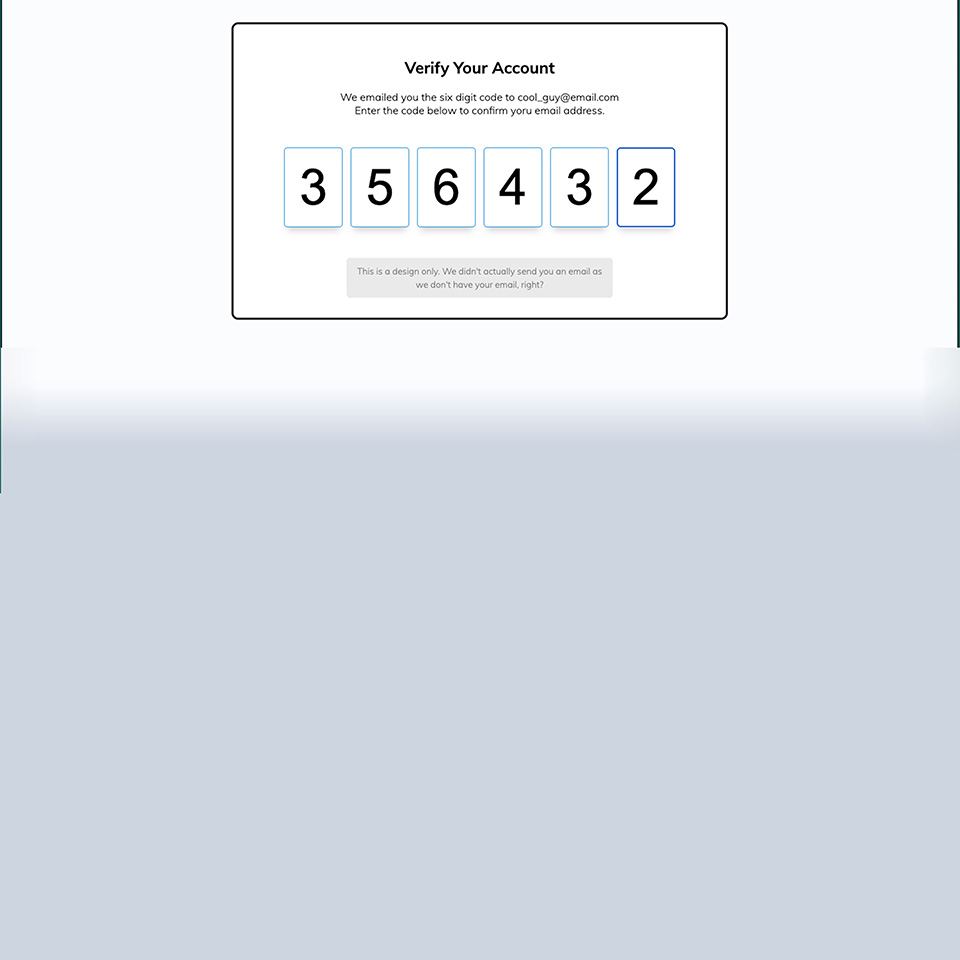 Verify Your Account
We emailed you the six digit code to cool_guy@email.com
Enter the code below to confirm yoru email address.
3 5 6 4 3 2
This is a design only. We didn't actually send you an email as
we don't have your email, right?